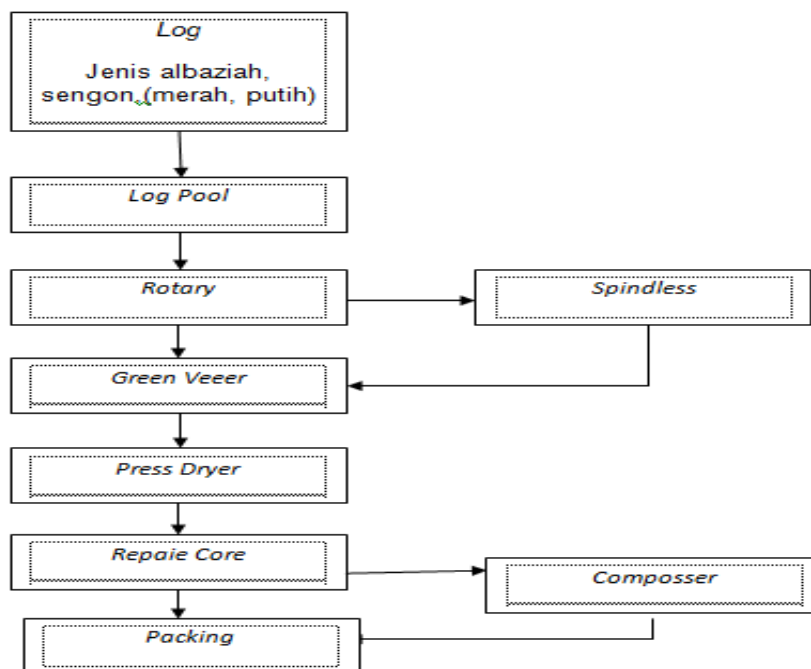 Log
Jenis albaziah,
sengon,(merah, putih)
Log Pool
Rotary
Spindless
Green Veeer
Press Dryer
Repaie Core
Composser
Packing